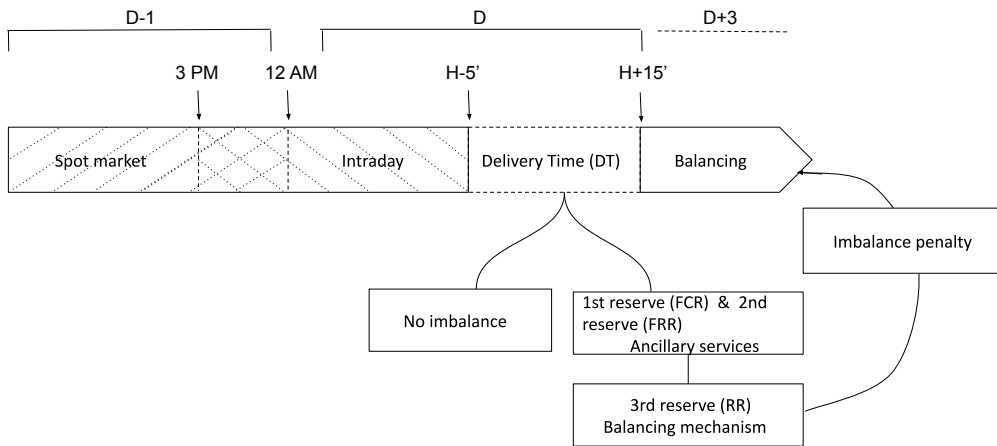 D-1
D
D+3
3 PM
12 AM
H-5’
H+15’
Spot market
Intraday
Delivery Time (DT)
Balancing
Imbalance penalty
No imbalance
1st reserve (FCR) & 2nd
reserve (FRR)
Ancillary services
3rd reserve (RR)
Balancing mechanism